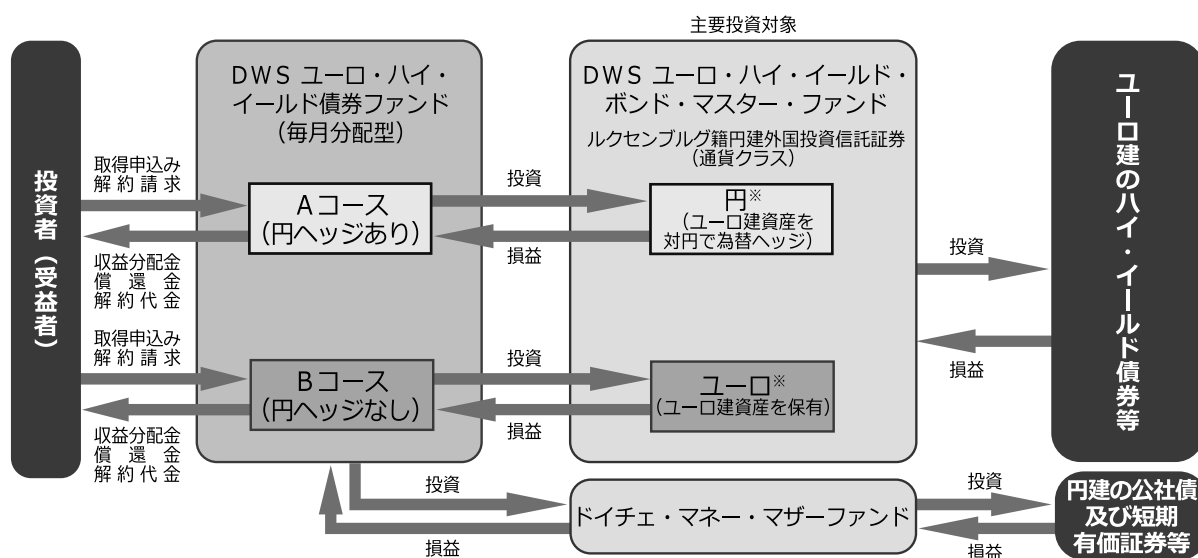 投資者（受益者）
取得申込み
解約請求
収益分配金
償還金
解約代金
取得申込み
解約請求
収益分配金
償還金
解約代金
DWS ユーロ・ハイ・
イールド債券ファンド
（毎月分配型）
Aコース
（円ヘッジあり）
Bコース
（円ヘッジなし）
投資
損益
投資
損益
主要投資対象
DWS ユーロ・ハイ・イールド・
ボンド・マスター・ファンド
ルクセンブルグ籍円建外国投資信託証券
（通貨クラス）
円※
（ユーロ建資産を
対円で為替ヘッジ）
ユーロ※
（ユーロ建資産を保有）
投資
損益
ユーロ建のハイ・イールド債券等
投資
損益
ドイチェ・マネー・マザーファンド
投資
損益
円建の公社債
及び短期
有価証券等